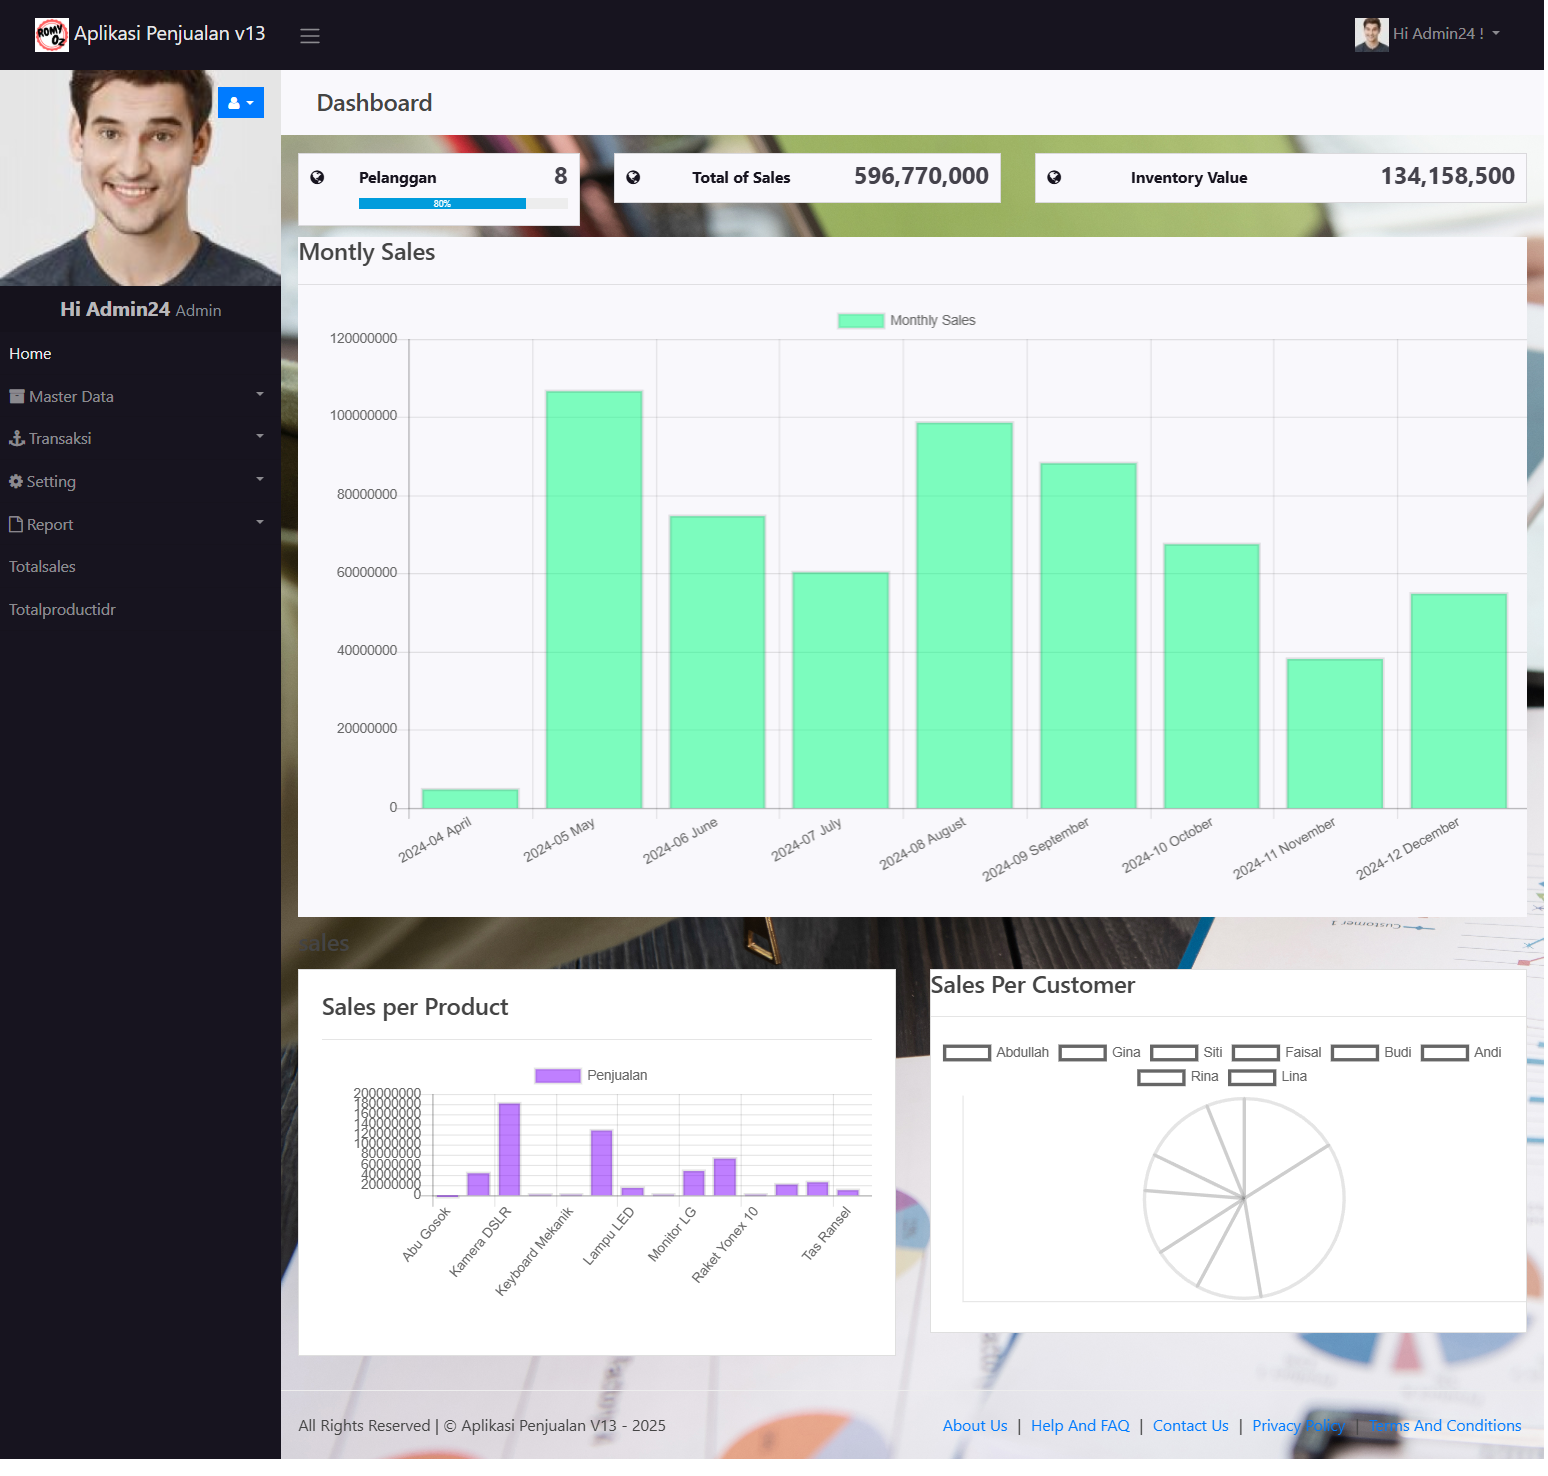 ROMY OZ Aplikasi Penjualan v13
Hi Admin24 !
Hi Admin24 Admin
Home
Master Data
Transaksi
Setting
Report
Totalsales
Totalproductidr
Dashboard
Pelanggan 8
80%
Total of Sales 596,770,000
Inventory Value 134,158,500
Montly Sales
Monthly Sales
120000000
100000000
80000000
60000000
40000000
20000000
0
2024-04 April
2024-05 May
2024-06 June
2024-07 July
2024-08 August
2024-09 September
2024-10 October
2024-11 November
2024-12 December
Customer 1
sales
Sales per Product
Penjualan
200000000
180000000
160000000
140000000
120000000
100000000
80000000
60000000
40000000
20000000
0
Abu Gosok
Kamera DSLR
Keyboard Mekanik
Lampu LED
Monitor LG
Raket Yonex 10
Tas Ransel
Sales Per Customer
Abdullah Gina Siti Faisal Budi Andi
Rina Lina
All Rights Reserved | © Aplikasi Penjualan V13 - 2025
About Us | Help And FAQ | Contact Us | Privacy Policy | Terms And Conditions